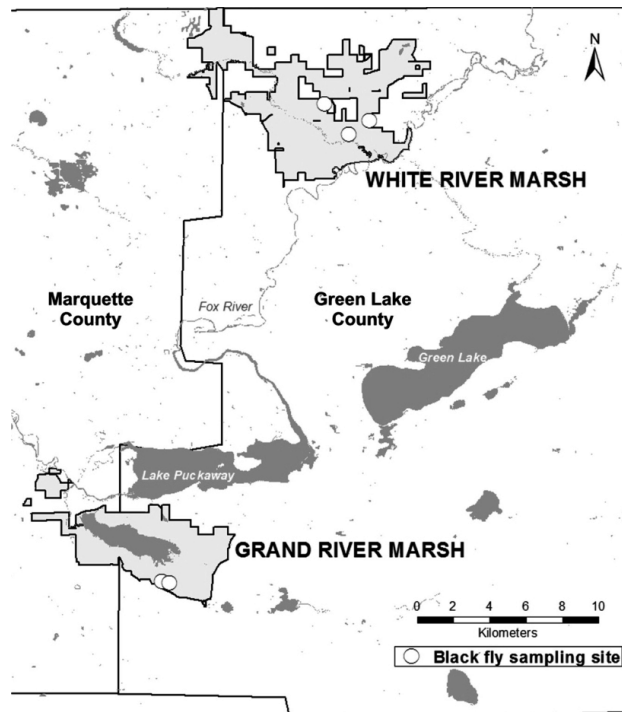 N
WHITE RIVER MARSH
Marquette
County
Fox River
Green Lake
County
Green Lake
Lake Puckaway
GRAND RIVER MARSH
0 2 4 6 8 10
Kilometers
Black fly sampling site